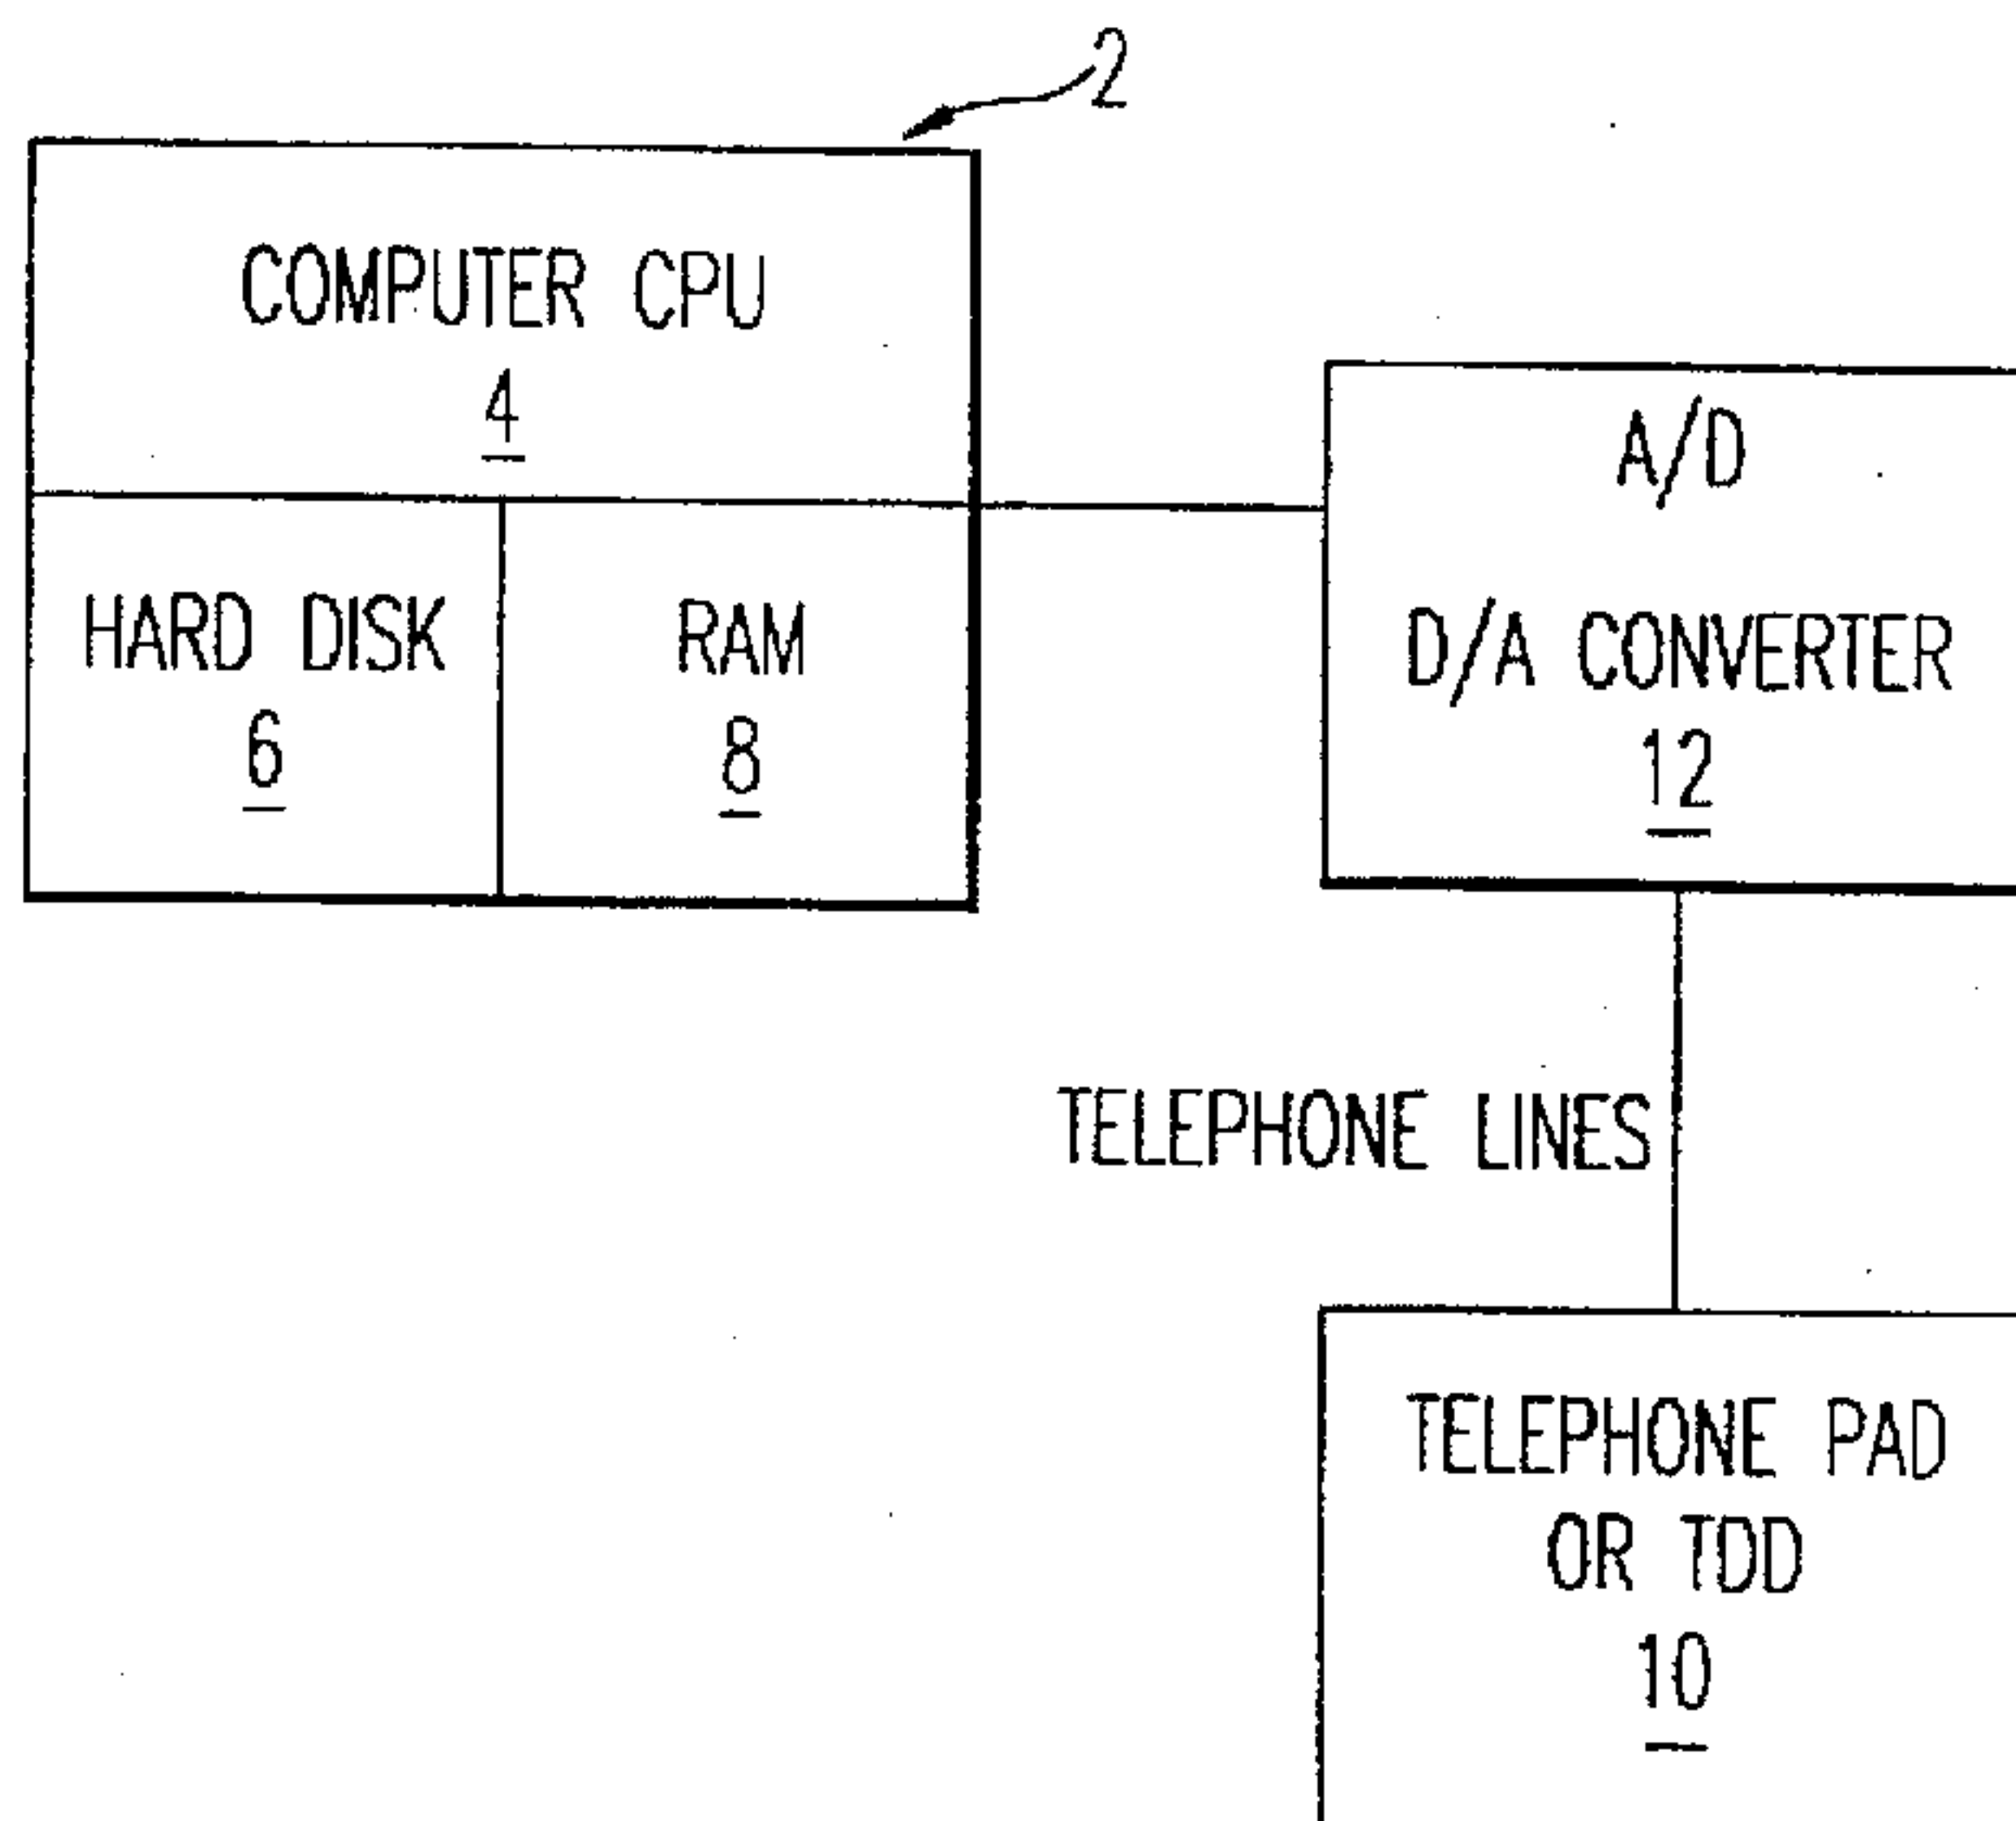 2
COMPUTER CPU
4
HARD DISK
6
RAM
8
A/D
D/A CONVERTER
12
TELEPHONE LINES
TELEPHONE PAD
OR TDD
10